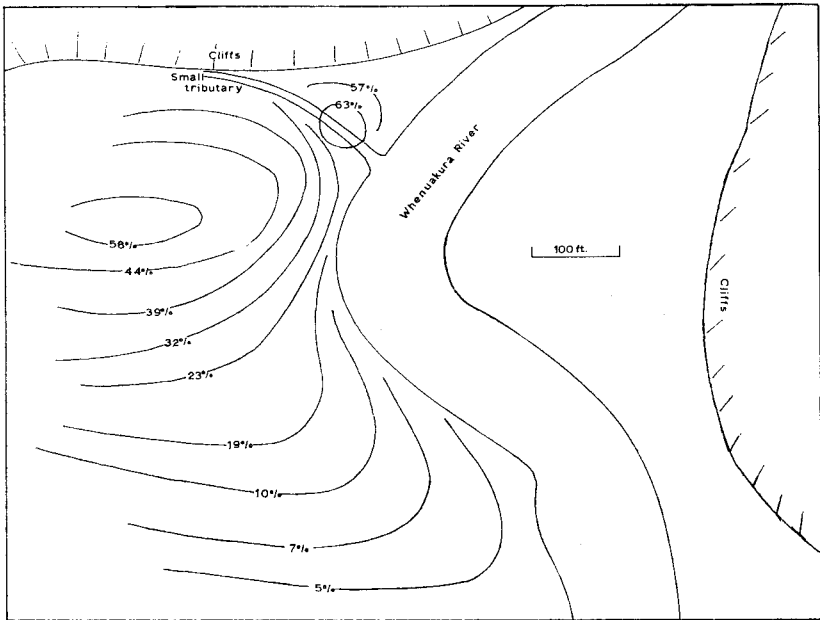 Cliffs
Small
tributary
57%
63%
Whenuakura River
58%
44%
100 ft.
39%
Cliffs
32%
23%
19%
10%
7%
5%